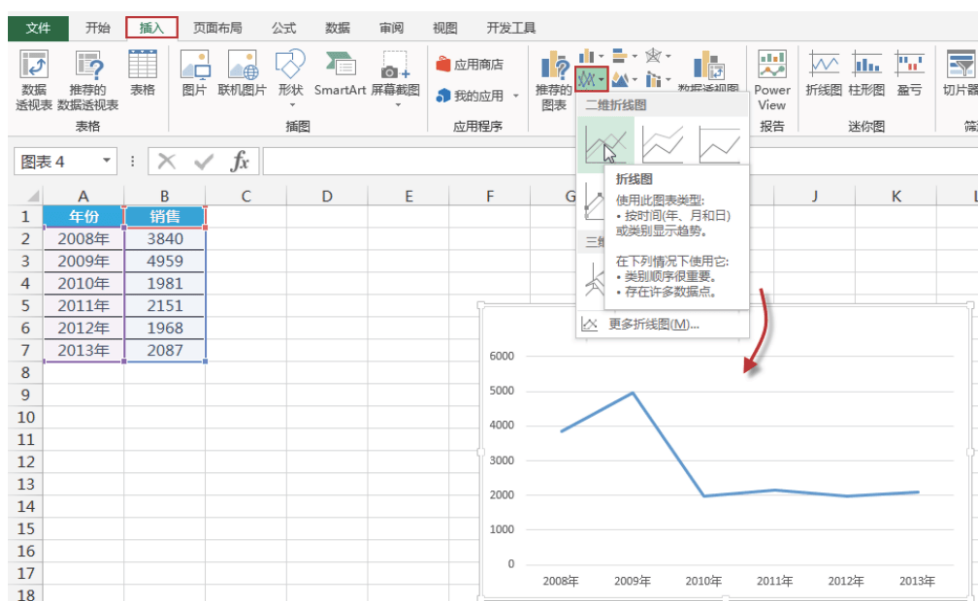 文件 开始 插入 页面布局 公式 数据 审阅 视图 开发工具
数据透视表
推荐的数据透视表
表格
图片 联机图片 形状 SmartArt 屏幕截图
应用商店
我的应用
推荐的图表
数据透视图
Power View
折线图 柱形图 盈亏
切片器
表格 插图 应用程序 报告 迷你图
二维折线图
图表 4 fx
折线图
使用此图表类型:
• 按时间(年、月和日)
或类别显示趋势。
在下列情况下使用它:
• 类别顺序很重要。
• 存在许多数据点。
更多折线图(M)...
A B C D E F G J K L
1 年份 销售
2 2008年 3840
3 2009年 4959
4 2010年 1981
5 2011年 2151
6 2012年 1968
7 2013年 2087
8
9
10
11
12
13
14
15
16
17
18
6000
5000
4000
3000
2000
1000
0
2008年 2009年 2010年 2011年 2012年 2013年